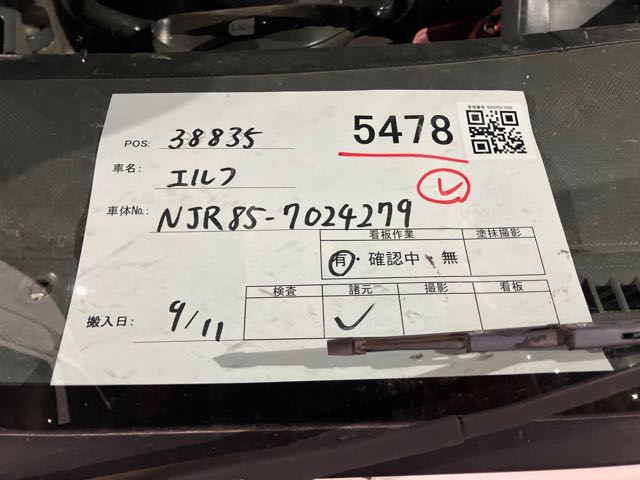 POS: 38835
5478
車名: エルフ
車体No.: NJR85-7024279
看板作業 塗抹撮影
有・確認中・無
検査 諸元 撮影 看板
搬入日: 9/11